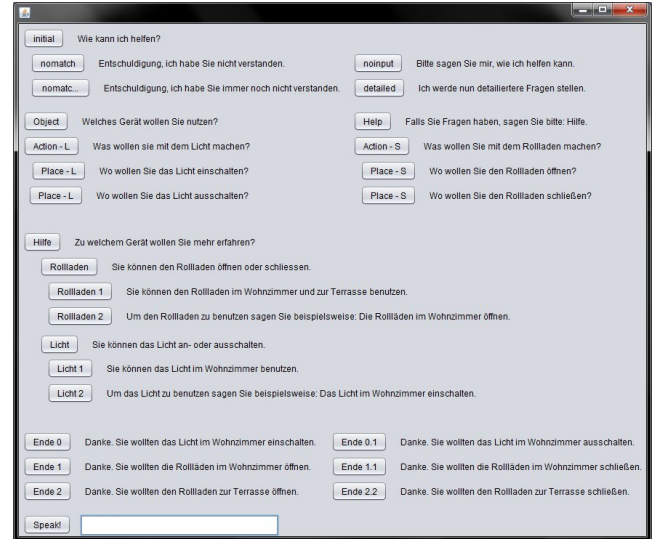 initial Wie kann ich helfen?
nomatch Entschuldigung, ich habe Sie nicht verstanden. noinput Bitte sagen Sie mir, wie ich helfen kann.
nomatc... Entschuldigung, ich habe Sie immer noch nicht verstanden. detailed Ich werde nun detailiertere Fragen stellen.
Object Welches Gerät wollen Sie nutzen? Help Falls Sie Fragen haben, sagen Sie bitte: Hilfe.
Action - L Was wollen sie mit dem Licht machen? Action - S Was wollen Sie mit dem Rollladen machen?
Place - L Wo wollen Sie das Licht einschalten? Place - S Wo wollen Sie den Rollladen öffnen?
Place - L Wo wollen Sie das Licht ausschalten? Place - S Wo wollen Sie den Rollladen schließen?
Hilfe Zu welchem Gerät wollen Sie mehr erfahren?
Rollladen Sie können den Rollladen öffnen oder schliessen.
Rollladen 1 Sie können den Rollladen im Wohnzimmer und zur Terrasse benutzen.
Rollladen 2 Um den Rollladen zu benutzen sagen Sie beispielsweise: Die Rollläden im Wohnzimmer öffnen.
Licht Sie können das Licht an- oder ausschalten.
Licht 1 Sie können das Licht im Wohnzimmer benutzen.
Licht 2 Um das Licht zu benutzen sagen Sie beispielsweise: Das Licht im Wohnzimmer einschalten.
Ende 0 Danke. Sie wollten das Licht im Wohnzimmer einschalten. Ende 0.1 Danke. Sie wollten das Licht im Wohnzimmer ausschalten.
Ende 1 Danke. Sie wollten die Rollläden im Wohnzimmer öffnen. Ende 1.1 Danke. Sie wollten die Rollläden im Wohnzimmer schließen.
Ende 2 Danke. Sie wollten den Rollladen zur Terrasse öffnen. Ende 2.2 Danke. Sie wollten den Rollladen zur Terrasse schließen.
Speak!